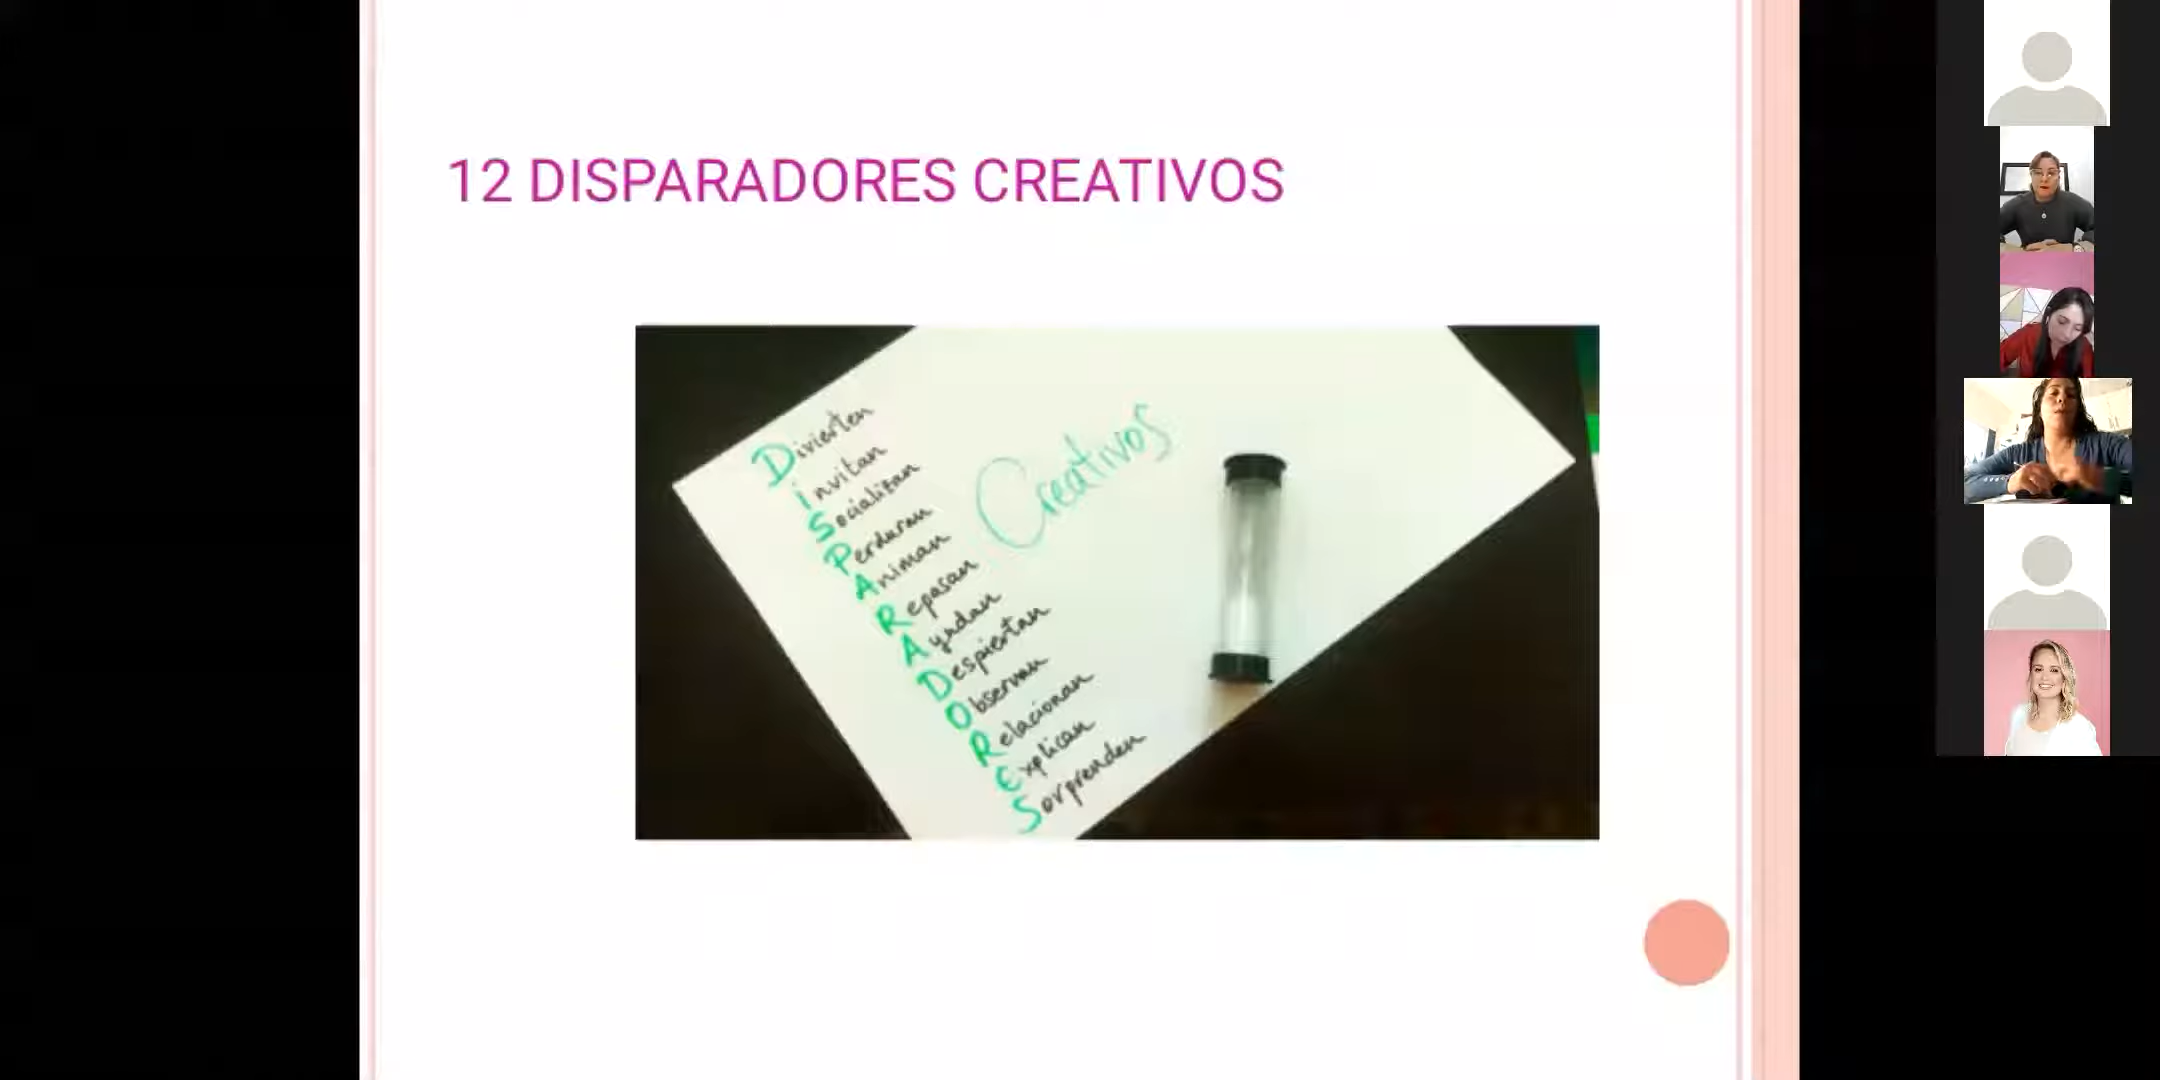 12 DISPARADORES CREATIVOS
Divierten
invitan
Socializan
Perduran
Animan
Repasan
Ayudan
Despiertan
Observan
Relacionan
Explican
Sorprenden
Creativos